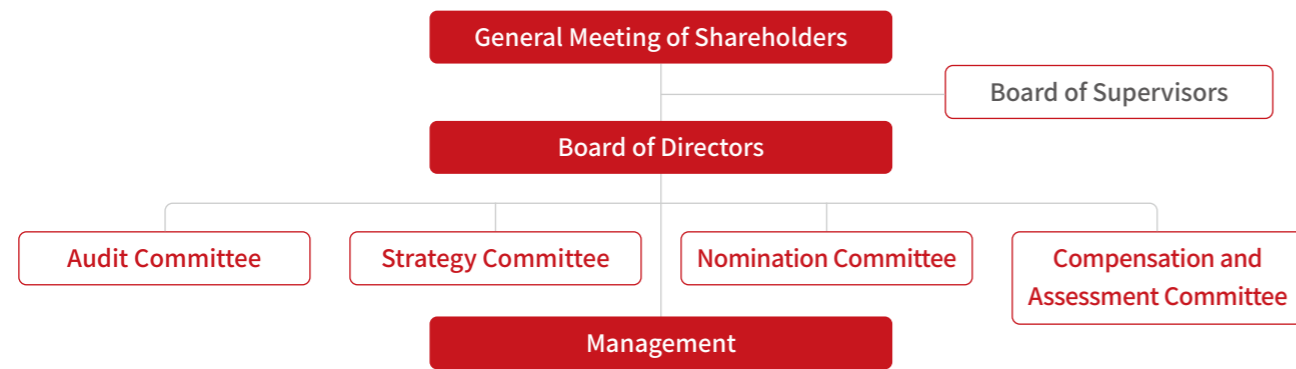 General Meeting of Shareholders
Board of Supervisors
Board of Directors
Audit Committee
Strategy Committee
Nomination Committee
Compensation and
Assessment Committee
Management